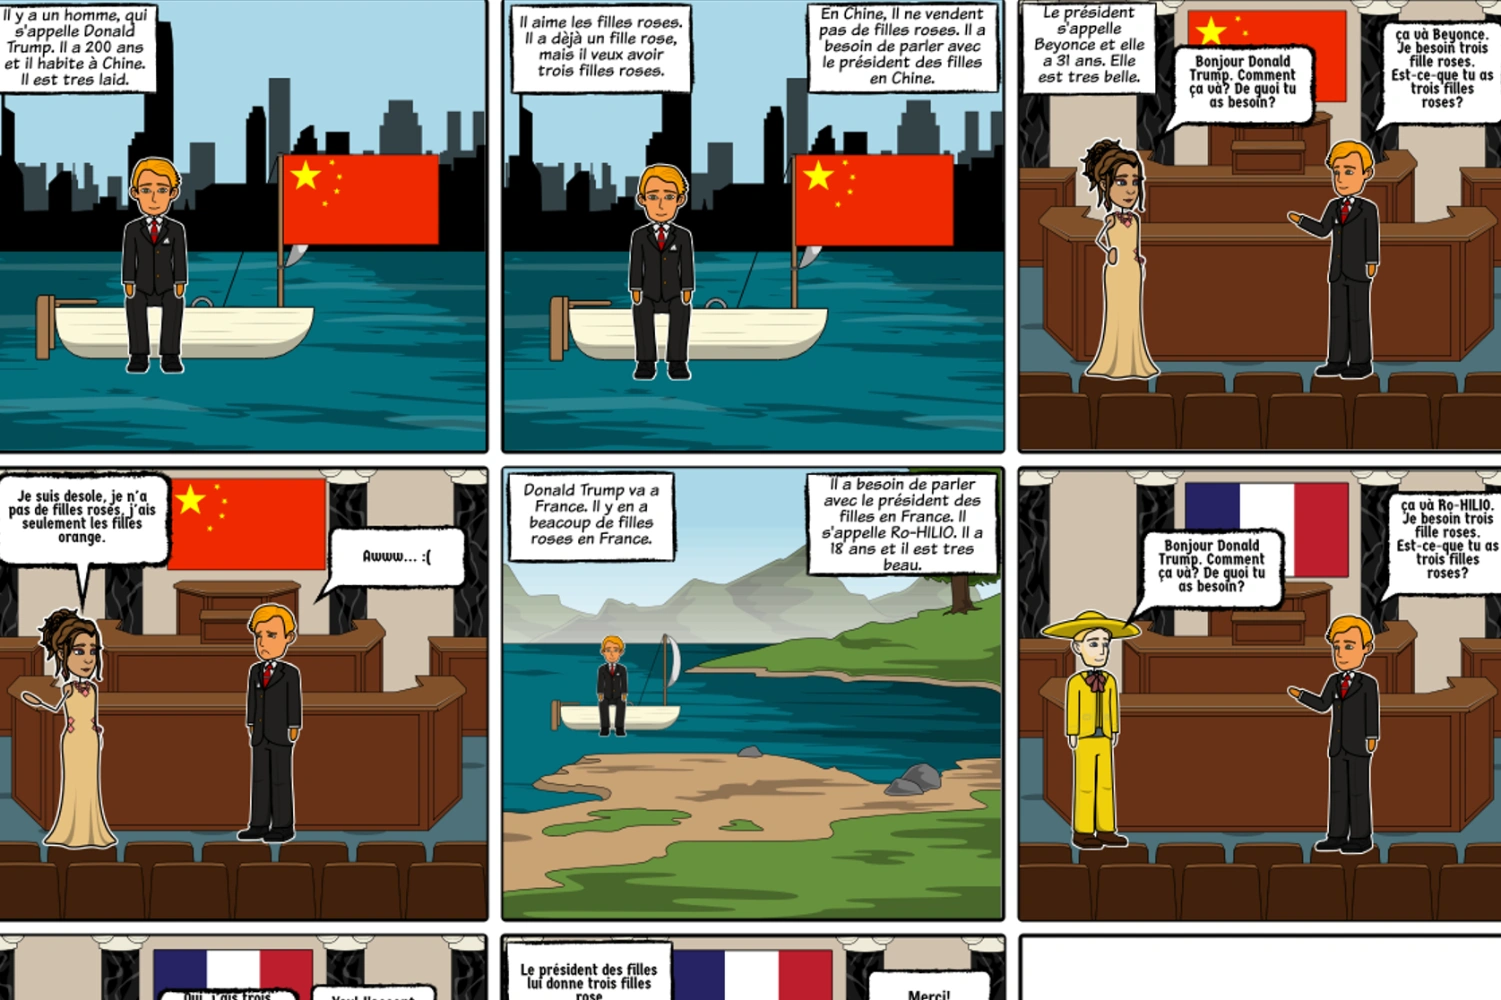 Il y a un homme, qui
s'appelle Donald
Trump. Il a 200 ans
et il habite à Chine.
Il est tres laid.
Il aime les filles roses.
Il a dèjà un fille rose,
mais il veux avoir
trois filles roses.
En Chine, Il ne vendent
pas de filles roses. Il a
besoin de parler avec
le président des filles
en Chine.
Le président
s'appelle
Beyonce et elle
a 31 ans. Elle
est tres belle.
Bonjour Donald
Trump. Comment
ça và? De quoi tu
as besoin?
ça và Beyonce.
Je besoin trois
fille roses.
Est-ce-que tu as
trois filles
roses?
Je suis desole, je n'a
pas de filles roses, j'ais
seulement les filles
orange.
Awww... :(
Donald Trump va a
France. Il y en a
beacoup de filles
roses en France.
Il a besoin de parler
avec le président des
filles en France. Il
s'appelle Ro-HILIO. Il a
18 ans et il est tres
beau.
Bonjour Donald
Trump. Comment
ça và? De quoi tu
as besoin?
ça và Ro-HILIO.
Je besoin trois
fille roses.
Est-ce-que tu as
trois filles
roses?
Oui, j'ais trois
Le président des filles
lui donne trois filles
rose
Merci!